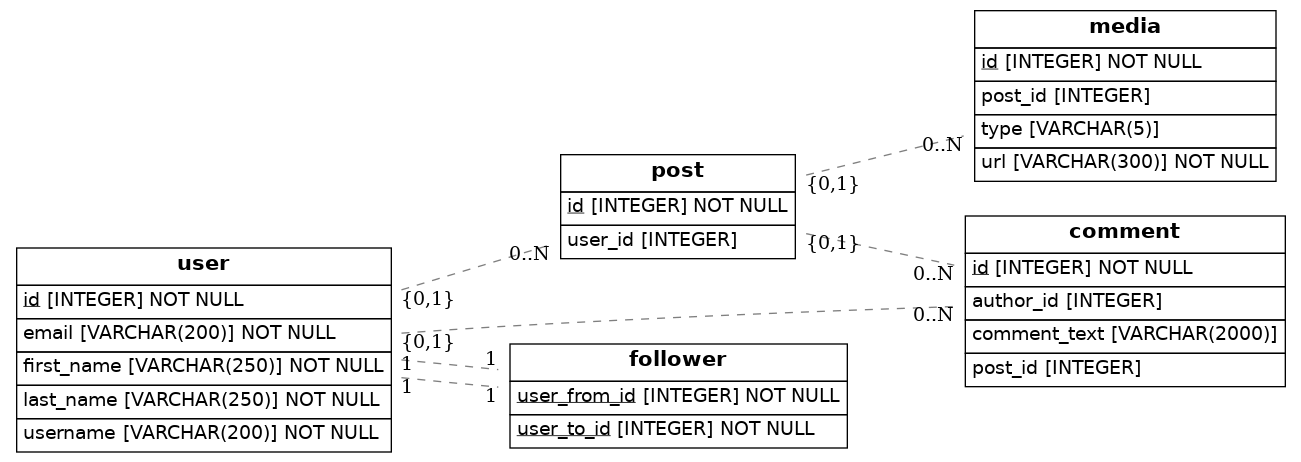 media
id [INTEGER] NOT NULL
post_id [INTEGER]
type [VARCHAR(5)]
url [VARCHAR(300)] NOT NULL
0..N
{0,1}
post
id [INTEGER] NOT NULL
user_id [INTEGER]
{0,1}
0..N
comment
id [INTEGER] NOT NULL
author_id [INTEGER]
comment_text [VARCHAR(2000)]
post_id [INTEGER]
0..N
0..N
{0,1}
user
id [INTEGER] NOT NULL
email [VARCHAR(200)] NOT NULL
first_name [VARCHAR(250)] NOT NULL
last_name [VARCHAR(250)] NOT NULL
username [VARCHAR(200)] NOT NULL
{0,1}
1
1
1
1
follower
user_from_id [INTEGER] NOT NULL
user_to_id [INTEGER] NOT NULL